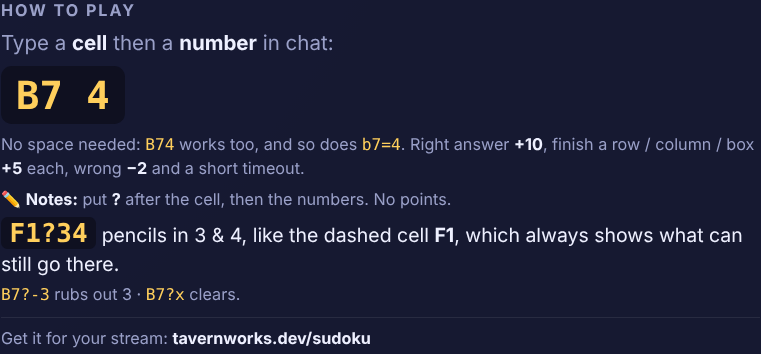 HOW TO PLAY
Type a cell then a number in chat:
B7 4
No space needed: B74 works too, and so does b7=4. Right answer +10, finish a row / column / box
+5 each, wrong −2 and a short timeout.
✏️ Notes: put ? after the cell, then the numbers. No points.
F1?34 pencils in 3 & 4, like the dashed cell F1, which always shows what can
still go there.
B7?-3 rubs out 3 · B7?x clears.
Get it for your stream: tavernworks.dev/sudoku